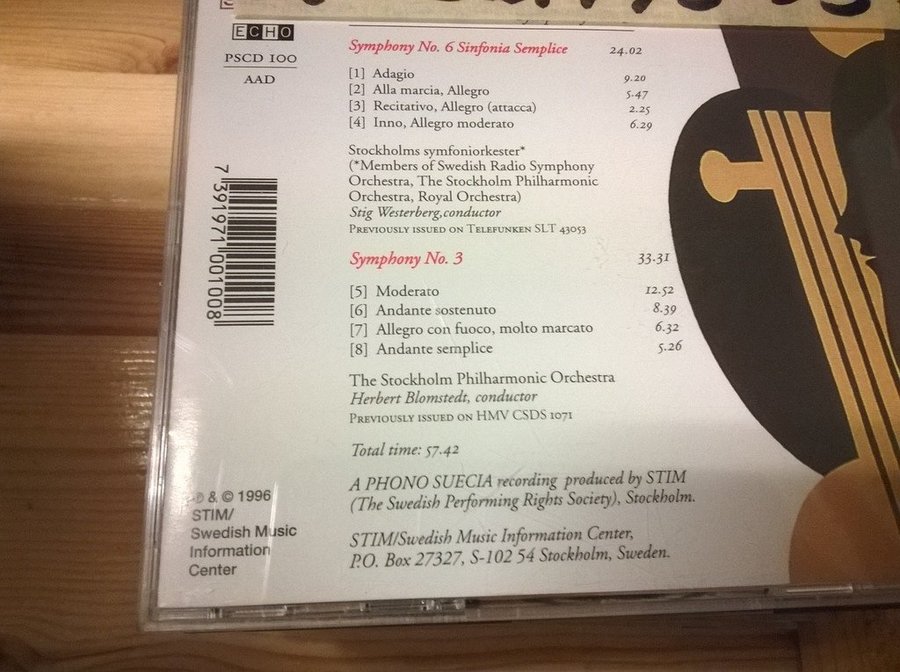 ECHO
PSCD 100
AAD
7 391971 001008
Symphony No. 6 Sinfonia Semplice 24.02
[1] Adagio 9.20
[2] Alla marcia, Allegro 5.47
[3] Recitativo, Allegro (attacca) 2.25
[4] Inno, Allegro moderato 6.29
Stockholms symfoniorkester*
(*Members of Swedish Radio Symphony
Orchestra, The Stockholm Philharmonic
Orchestra, Royal Orchestra)
Stig Westerberg,conductor
Previously issued on Telefunken SLT 43053
Symphony No. 3 33.31
[5] Moderato 12.52
[6] Andante sostenuto 8.39
[7] Allegro con fuoco, molto marcato 6.32
[8] Andante semplice 5.26
The Stockholm Philharmonic Orchestra
Herbert Blomstedt, conductor
Previously issued on HMV CSDS 1071
Total time: 57.42
A PHONO SUECIA recording produced by STIM
(The Swedish Performing Rights Society), Stockholm.
STIM/Swedish Music Information Center,
P.O. Box 27327, S-102 54 Stockholm, Sweden.
℗ & © 1996
STIM/
Swedish Music
Information
Center